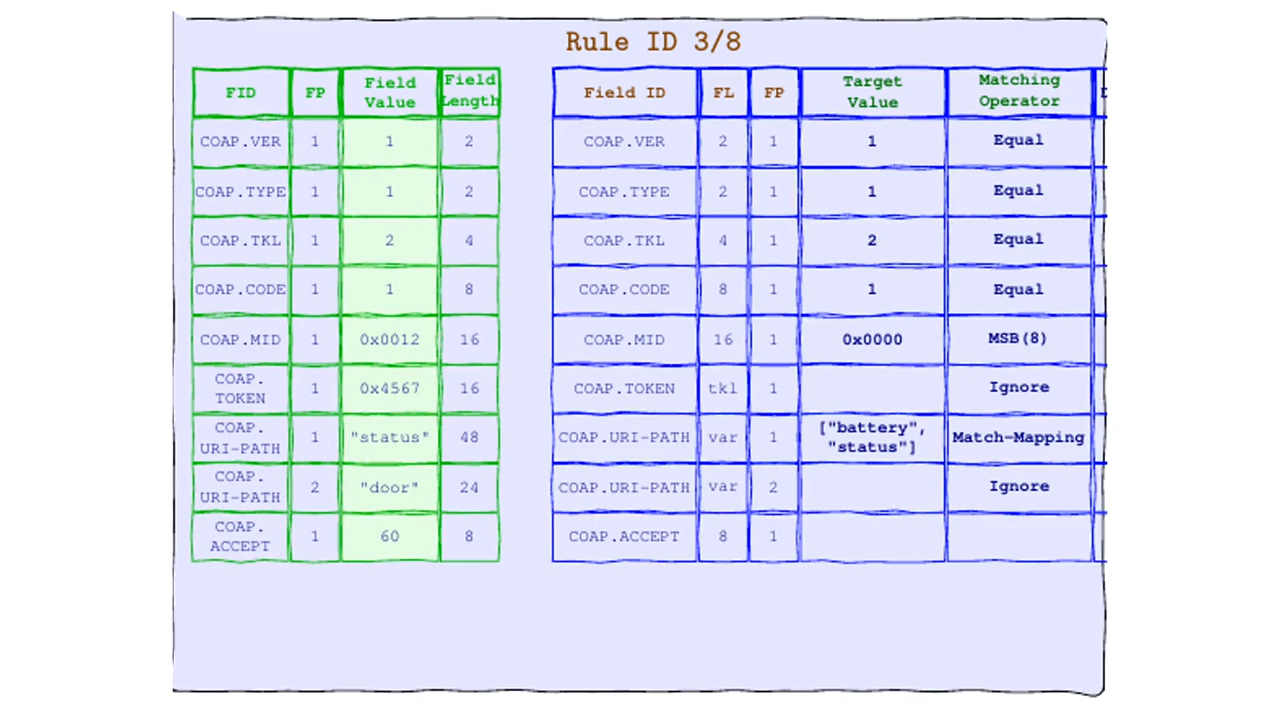 Rule ID 3/8
FID FP Field Value Field Length
COAP.VER 1 1 2
COAP.TYPE 1 1 2
COAP.TKL 1 2 4
COAP.CODE 1 1 8
COAP.MID 1 0x0012 16
COAP. TOKEN 1 0x4567 16
COAP. URI-PATH 1 "status" 48
COAP. URI-PATH 2 "door" 24
COAP. ACCEPT 1 60 8
Field ID FL FP Target Value Matching Operator
COAP.VER 2 1 1 Equal
COAP.TYPE 2 1 1 Equal
COAP.TKL 4 1 2 Equal
COAP.CODE 8 1 1 Equal
COAP.MID 16 1 0x0000 MSB(8)
COAP.TOKEN tkl 1 Ignore
COAP.URI-PATH var 1 ["battery", "status"] Match-Mapping
COAP.URI-PATH var 2 Ignore
COAP.ACCEPT 8 1